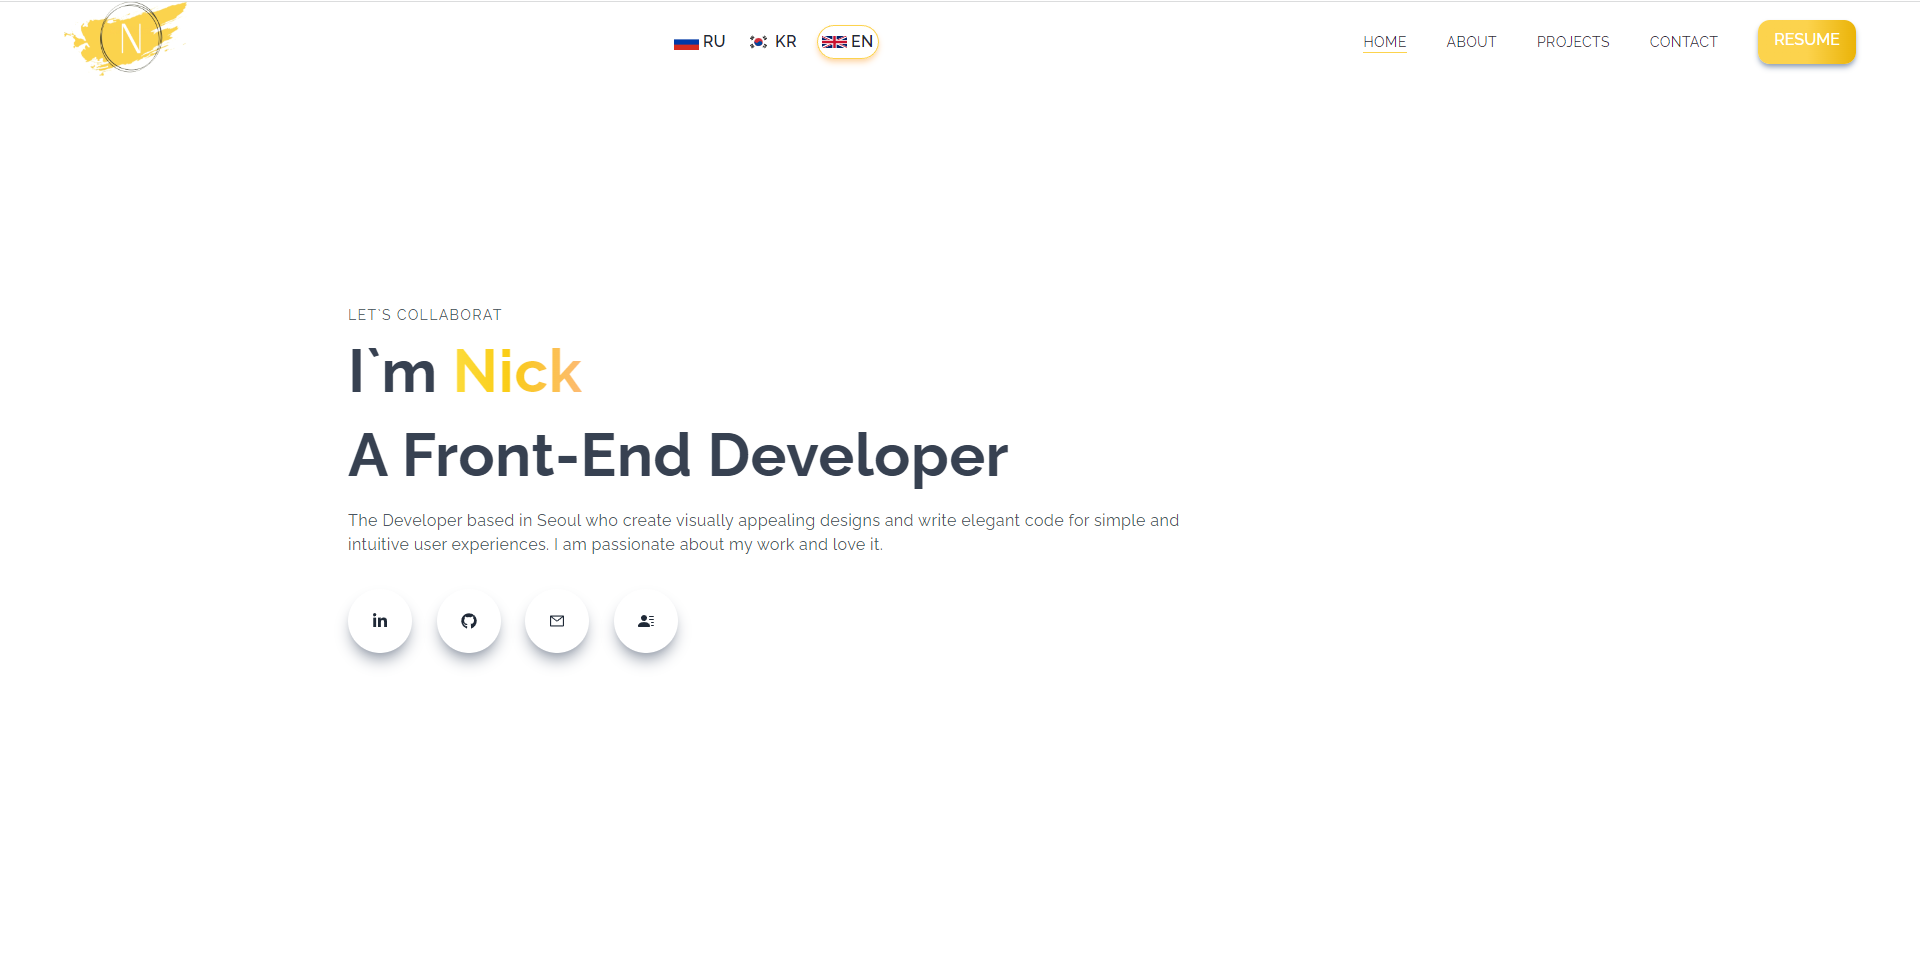 N
RU
KR
EN
HOME
ABOUT
PROJECTS
CONTACT
RESUME
LET`S COLLABORAT
I`m Nick
A Front-End Developer
The Developer based in Seoul who create visually appealing designs and write elegant code for simple and
intuitive user experiences. I am passionate about my work and love it.
in